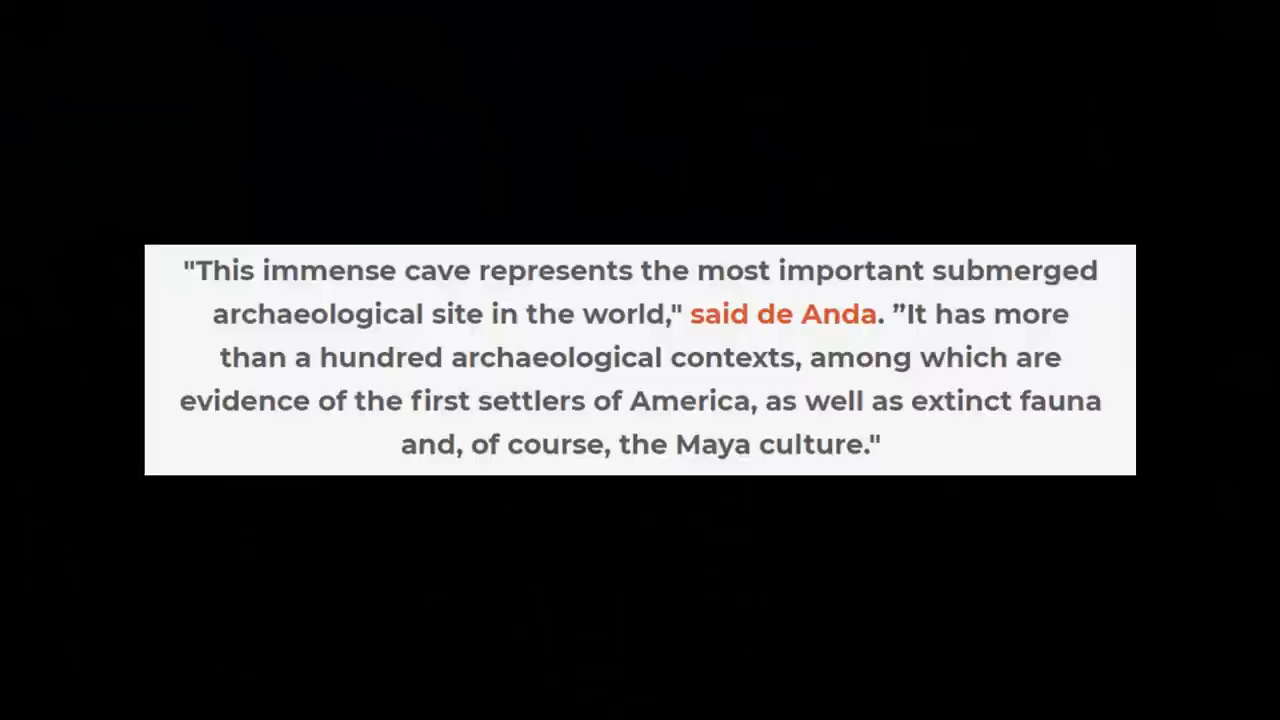 "This immense cave represents the most important submerged
archaeological site in the world," said de Anda. ”It has more
than a hundred archaeological contexts, among which are
evidence of the first settlers of America, as well as extinct fauna
and, of course, the Maya culture."